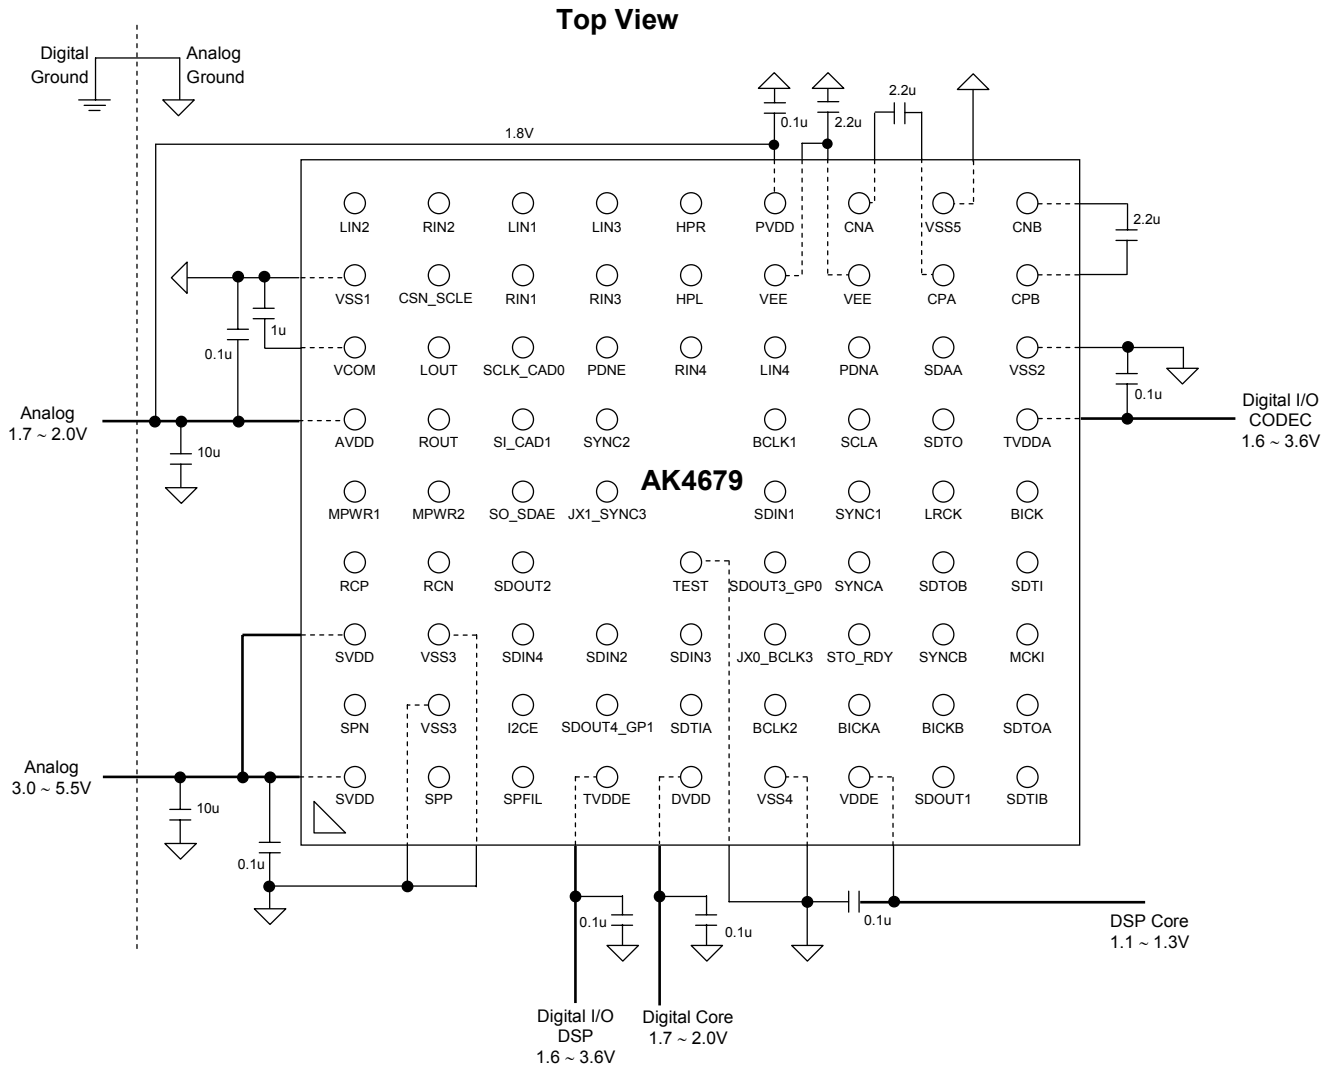 Top View
Digital
Ground
Analog
Ground
2.2u
0.1u
2.2u
1.8V
LIN2 RIN2 LIN1 LIN3 HPR PVDD CNA VSS5 CNB
2.2u
VSS1 CSN_SCLE RIN1 RIN3 HPL VEE VEE CPA CPB
1u
0.1u
VCOM LOUT SCLK_CAD0 PDNE RIN4 LIN4 PDNA SDAA VSS2
0.1u
Analog
1.7 ~ 2.0V
Digital I/O
CODEC
1.6 ~ 3.6V
AVDD ROUT SI_CAD1 SYNC2 BCLK1 SCLA SDTO TVDDA
10u
AK4679
MPWR1 MPWR2 SO_SDAE JX1_SYNC3 SDIN1 SYNC1 LRCK BICK
RCP RCN SDOUT2 TEST SDOUT3_GP0 SYNCA SDTOB SDTI
SVDD VSS3 SDIN4 SDIN2 SDIN3 JX0_BCLK3 STO_RDY SYNCB MCKI
SPN VSS3 I2CE SDOUT4_GP1 SDTIA BCLK2 BICKA BICKB SDTOA
Analog
3.0 ~ 5.5V
SVDD SPP SPFIL TVDDE DVDD VSS4 VDDE SDOUT1 SDTIB
10u
0.1u
0.1u
0.1u
0.1u
DSP Core
1.1 ~ 1.3V
Digital I/O
DSP
1.6 ~ 3.6V
Digital Core
1.7 ~ 2.0V